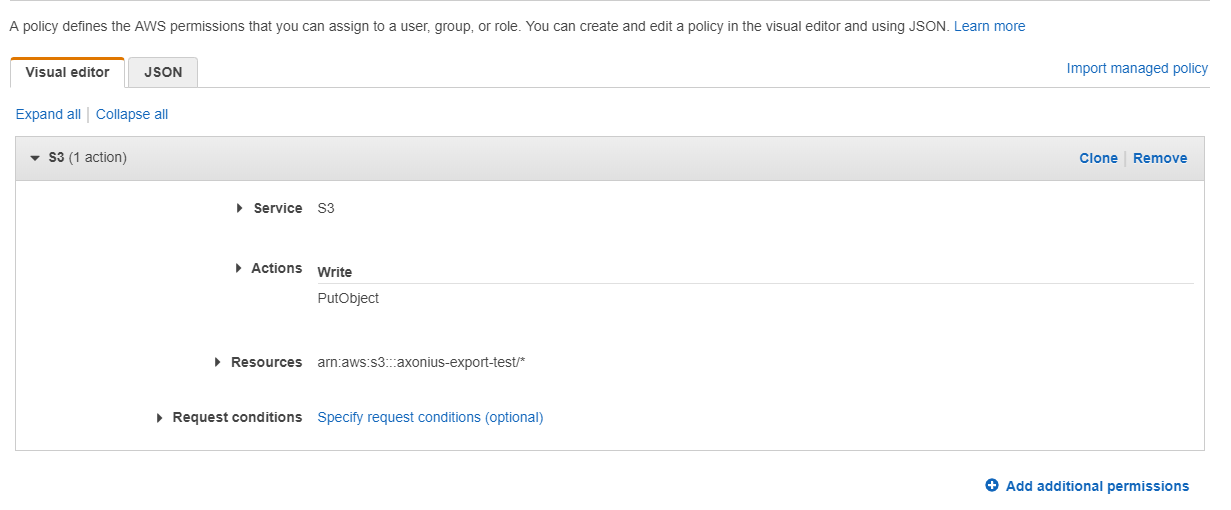 A policy defines the AWS permissions that you can assign to a user, group, or role. You can create and edit a policy in the visual editor and using JSON. Learn more
Visual editor JSON Import managed policy
Expand all Collapse all
S3 (1 action) Clone Remove
Service S3
Actions Write
PutObject
Resources arn:aws:s3:::axonius-export-test/*
Request conditions Specify request conditions (optional)
Add additional permissions